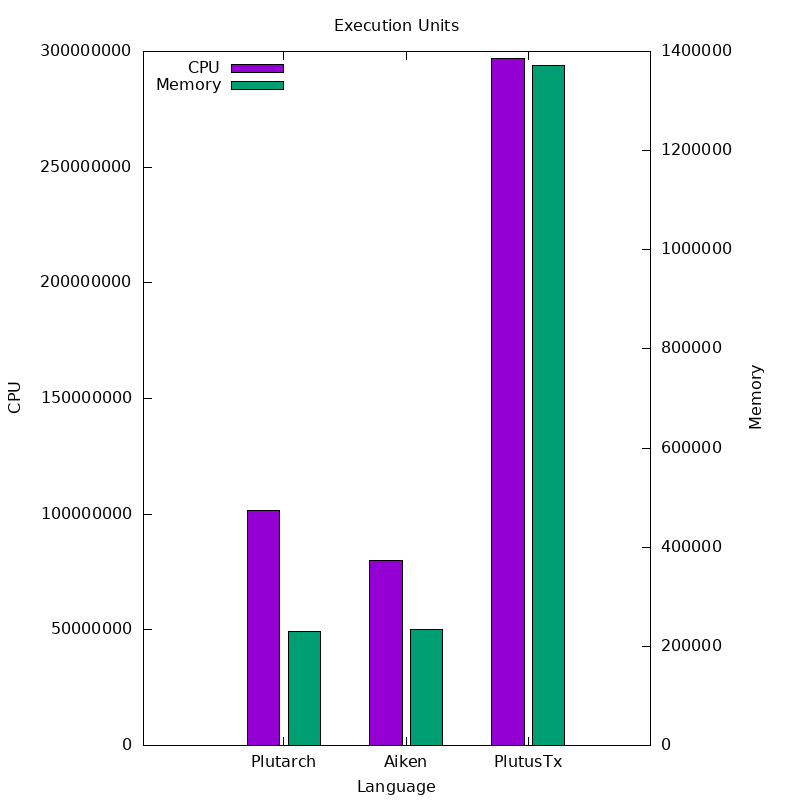 Execution Units
CPU
Memory
300000000
250000000
200000000
150000000
100000000
50000000
0
CPU
1400000
1200000
1000000
800000
600000
400000
200000
0
Memory
Plutarch Aiken PlutusTx
Language